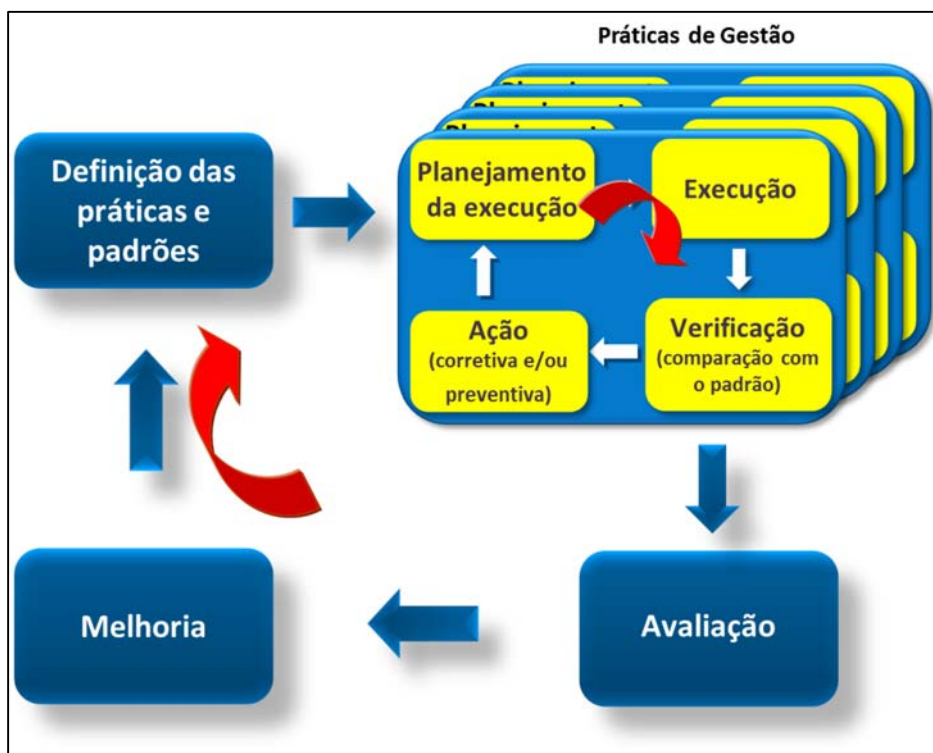 Práticas de Gestão
Definição das
práticas e
padrões
Planejamento
da execução
Execução
Verificação
(comparação com
o padrão)
Ação
(corretiva e/ou
preventiva)
Avaliação
Melhoria